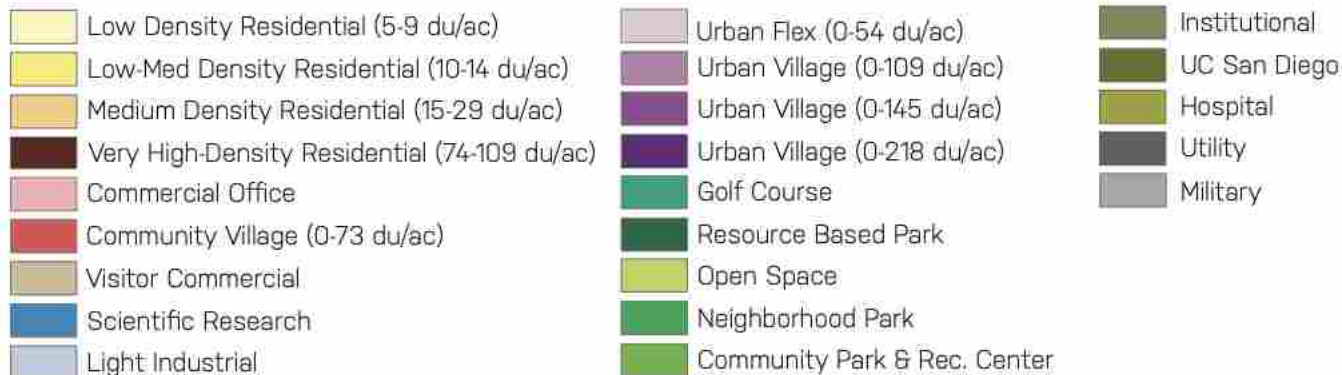 Low Density Residential (5-9 du/ac)
Low-Med Density Residential (10-14 du/ac)
Medium Density Residential (15-29 du/ac)
Very High-Density Residential (74-109 du/ac)
Commercial Office
Community Village (0-73 du/ac)
Visitor Commercial
Scientific Research
Light Industrial
Urban Flex (0-54 du/ac)
Urban Village (0-109 du/ac)
Urban Village (0-145 du/ac)
Urban Village (0-218 du/ac)
Golf Course
Resource Based Park
Open Space
Neighborhood Park
Community Park & Rec. Center
Institutional
UC San Diego
Hospital
Utility
Military